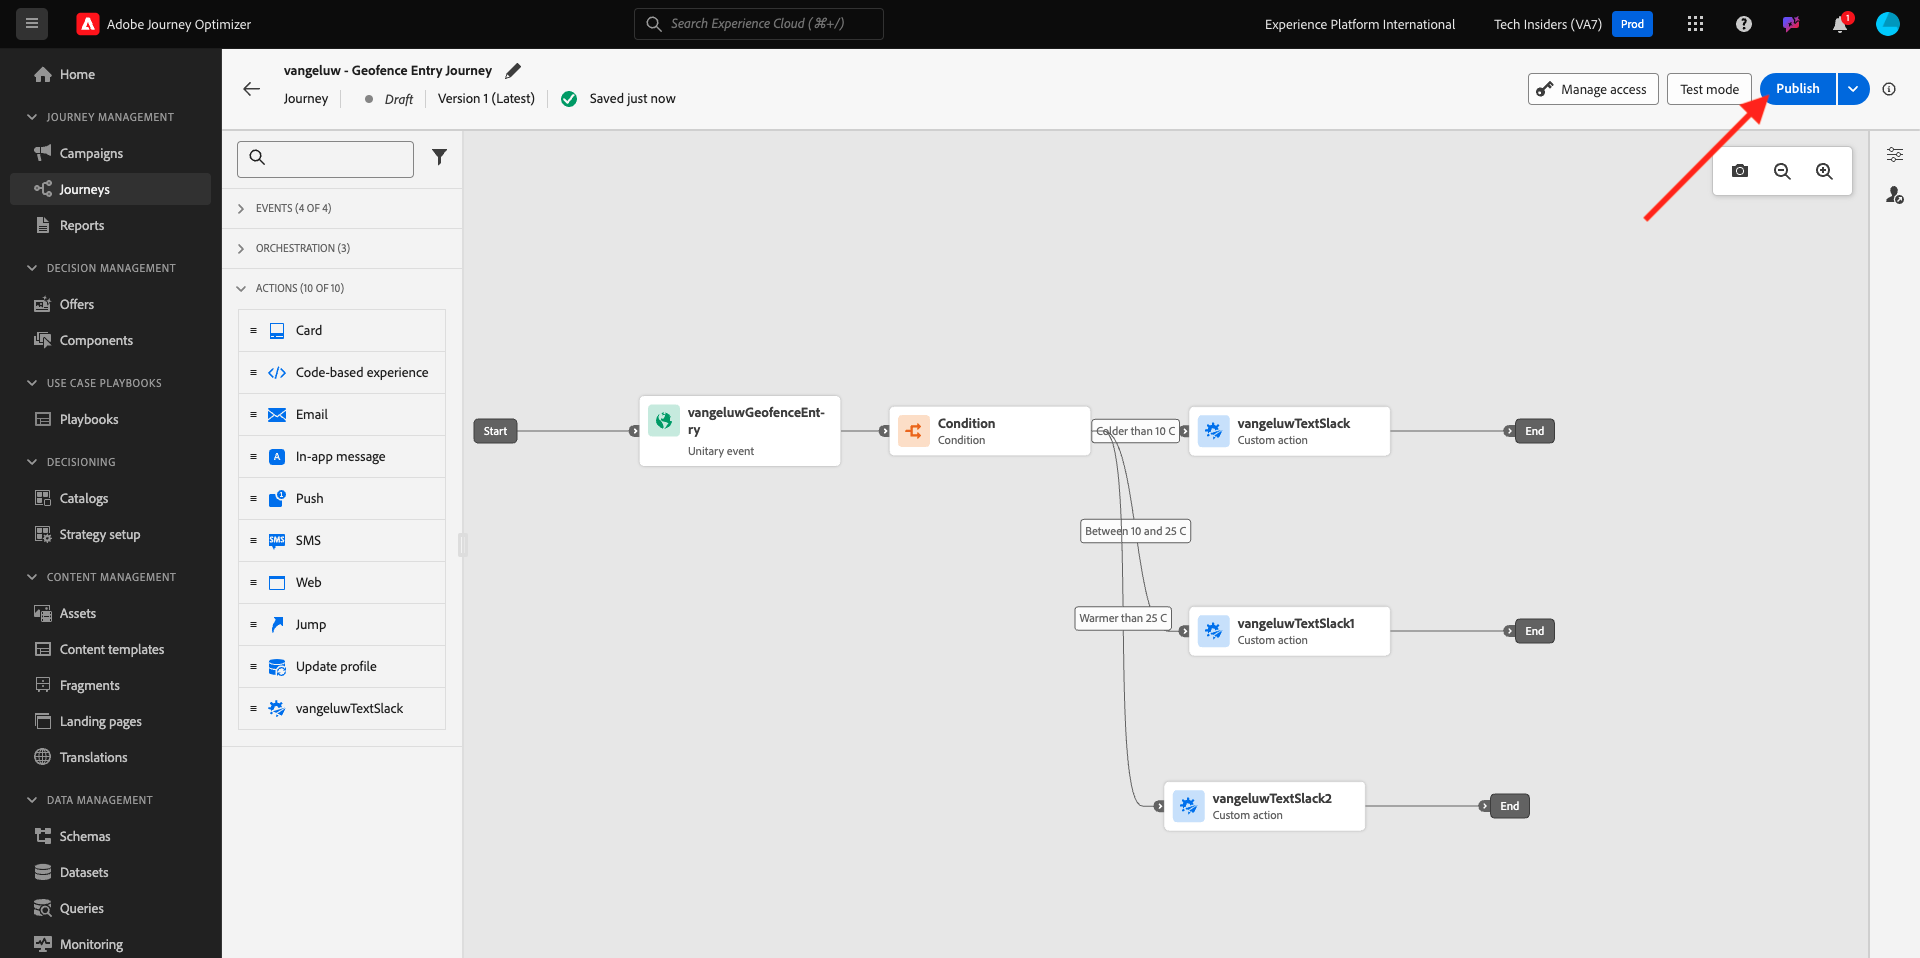 Adobe Journey Optimizer
Search Experience Cloud (⌘+/)
Experience Platform International
Tech Insiders (VA7)
Prod
1
Home
JOURNEY MANAGEMENT
Campaigns
Journeys
Reports
DECISION MANAGEMENT
Offers
Components
USE CASE PLAYBOOKS
Playbooks
DECISIONING
Catalogs
Strategy setup
CONTENT MANAGEMENT
Assets
Content templates
Fragments
Landing pages
Translations
DATA MANAGEMENT
Schemas
Datasets
Queries
Monitoring
vangeluw - Geofence Entry Journey
Journey
Draft
Version 1 (Latest)
Saved just now
Manage access
Test mode
Publish
EVENTS (4 OF 4)
ORCHESTRATION (3)
ACTIONS (10 OF 10)
Card
Code-based experience
Email
In-app message
Push
SMS
Web
Jump
Update profile
vangeluwTextSlack
Start
vangeluwGeofenceEnt-
ry
Unitary event
Condition
Condition
Colder than 10 C
vangeluwTextSlack
Custom action
End
Between 10 and 25 C
Warmer than 25 C
vangeluwTextSlack1
Custom action
End
vangeluwTextSlack2
Custom action
End